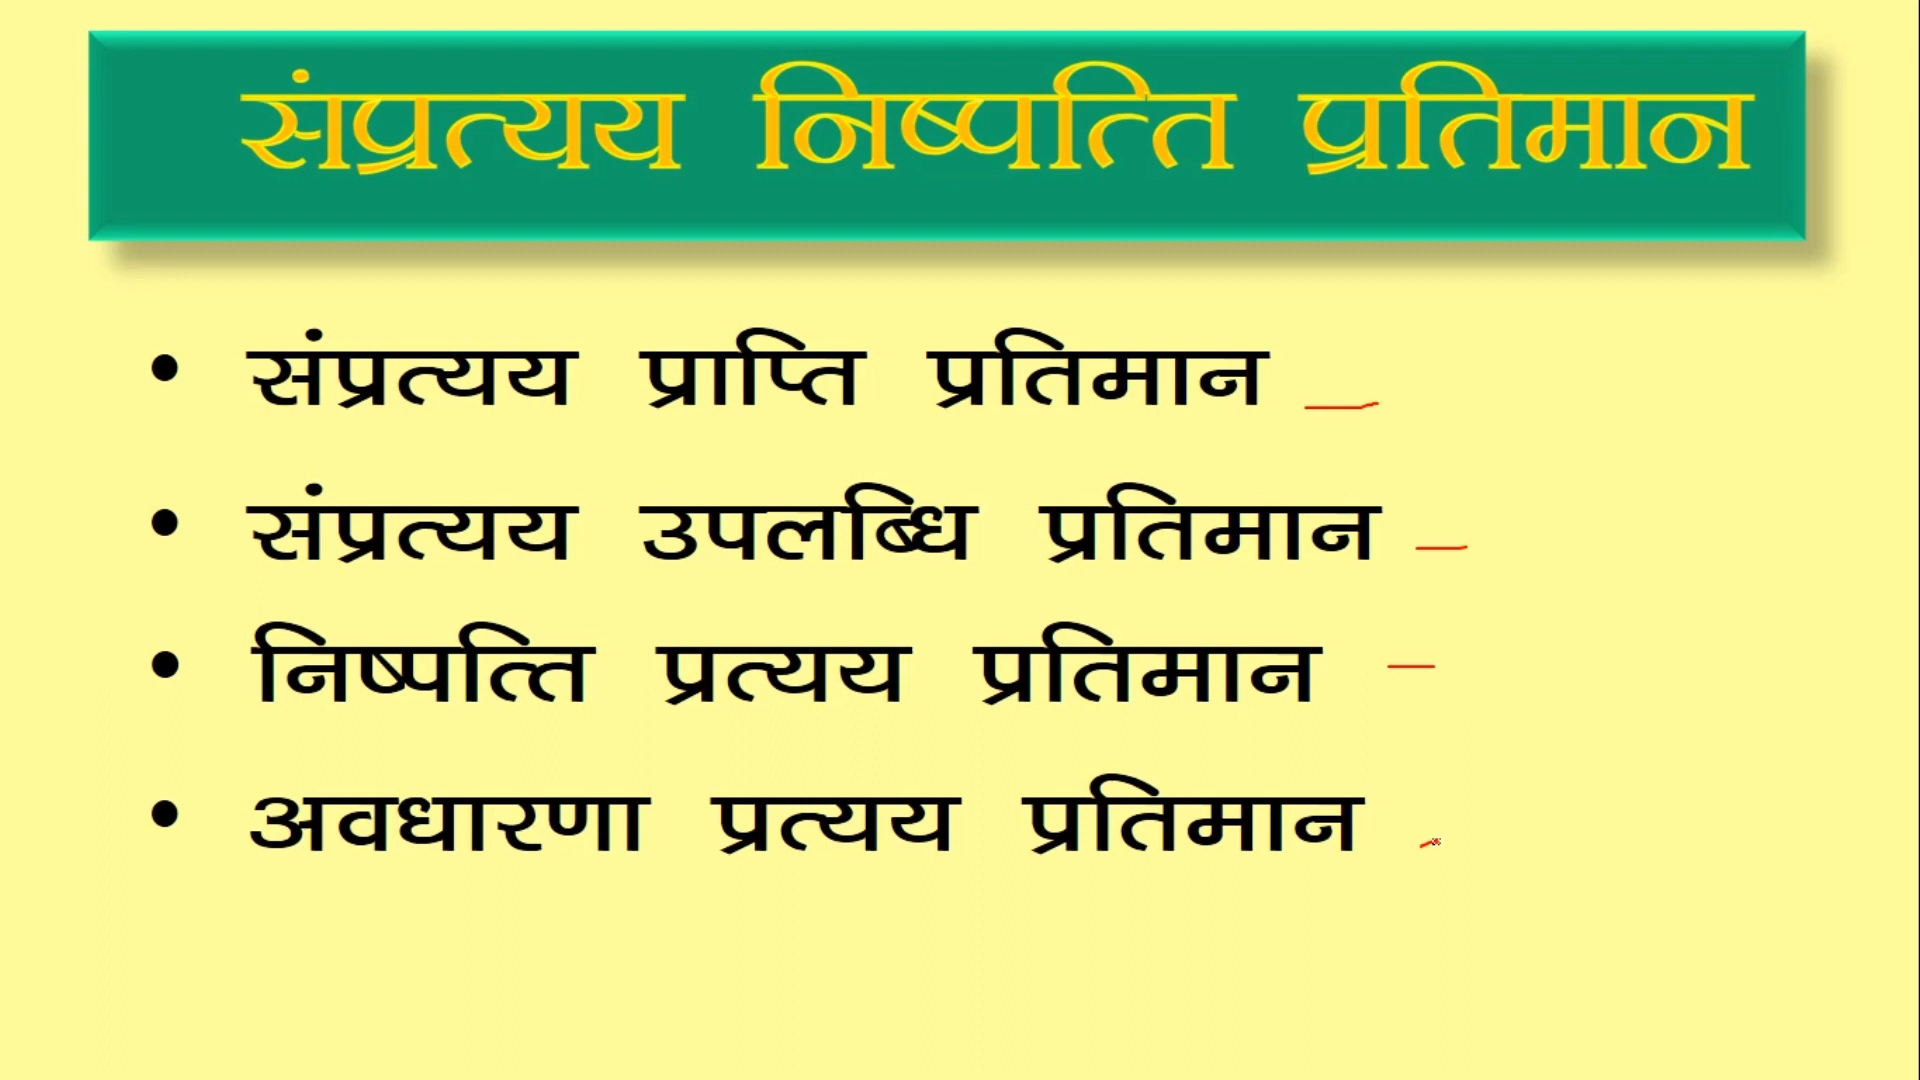 संप्रत्यय निष्पत्ति प्रतिमान
• संप्रत्यय प्राप्ति प्रतिमान
• संप्रत्यय उपलब्धि प्रतिमान
• निष्पत्ति प्रत्यय प्रतिमान
• अवधारणा प्रत्यय प्रतिमान